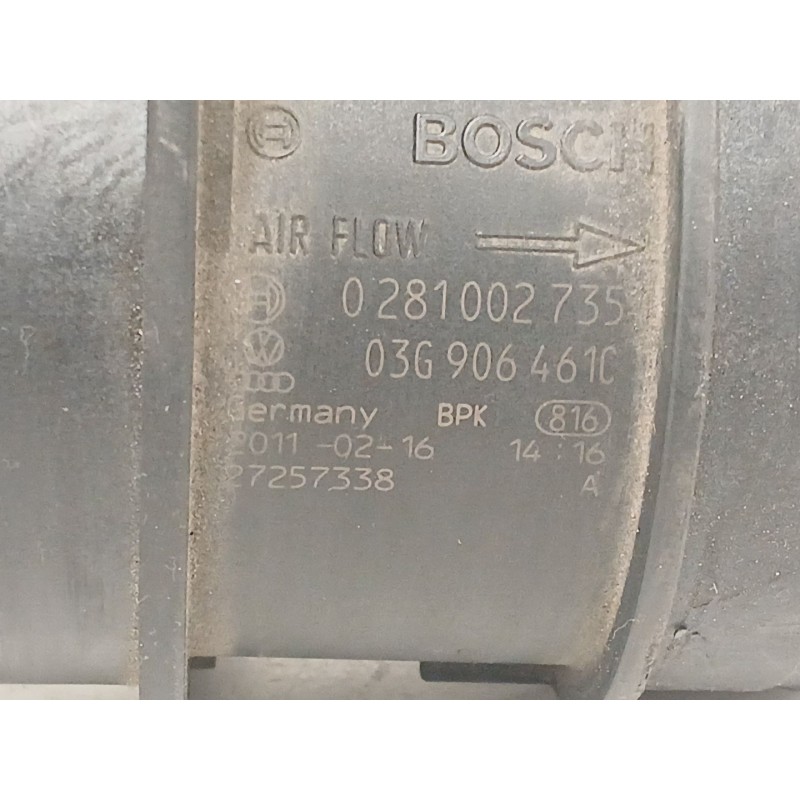 BOSCH
AIR FLOW
0 281 002 735
03G 906 461C
Germany BPK 816
2011-02-16 14:16
27257338 A